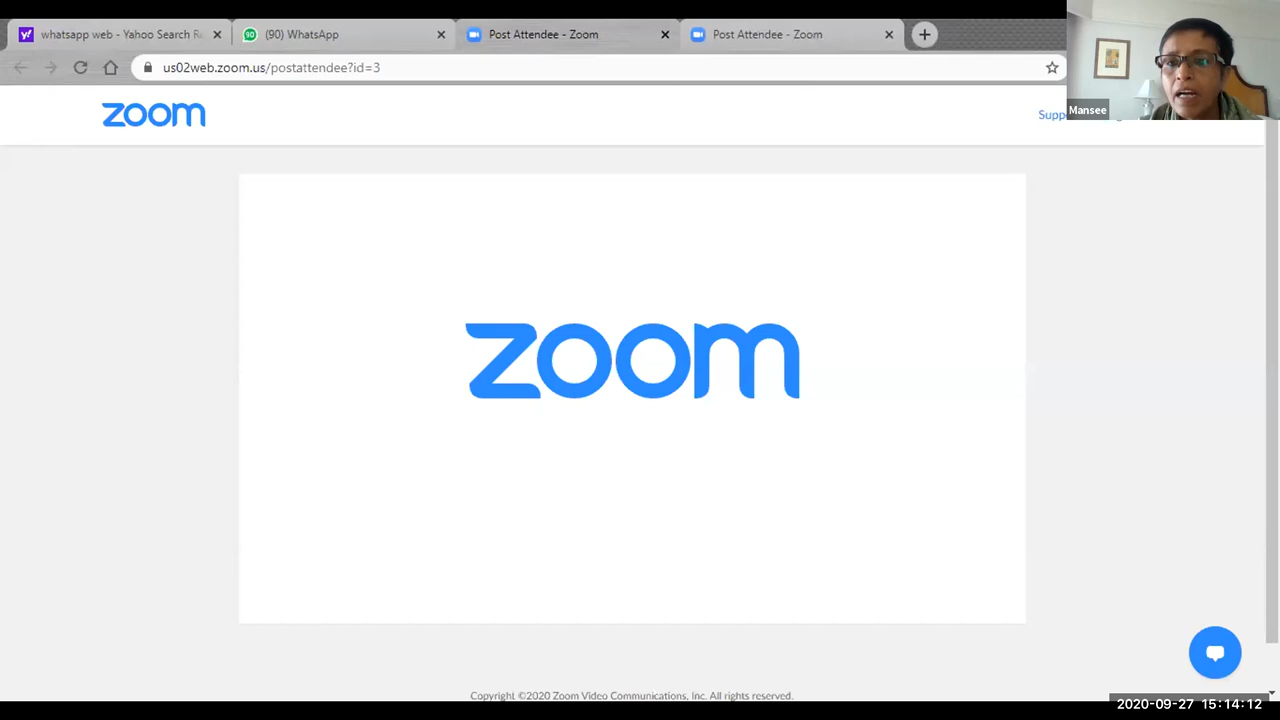 whatsapp web - Yahoo Search Re
(90) WhatsApp
Post Attendee - Zoom
Post Attendee - Zoom
us02web.zoom.us/postattendee?id=3
Mansee
zoom
zoom
Copyright ©2020 Zoom Video Communications, Inc. All rights reserved.
2020-09-27 15:14:12